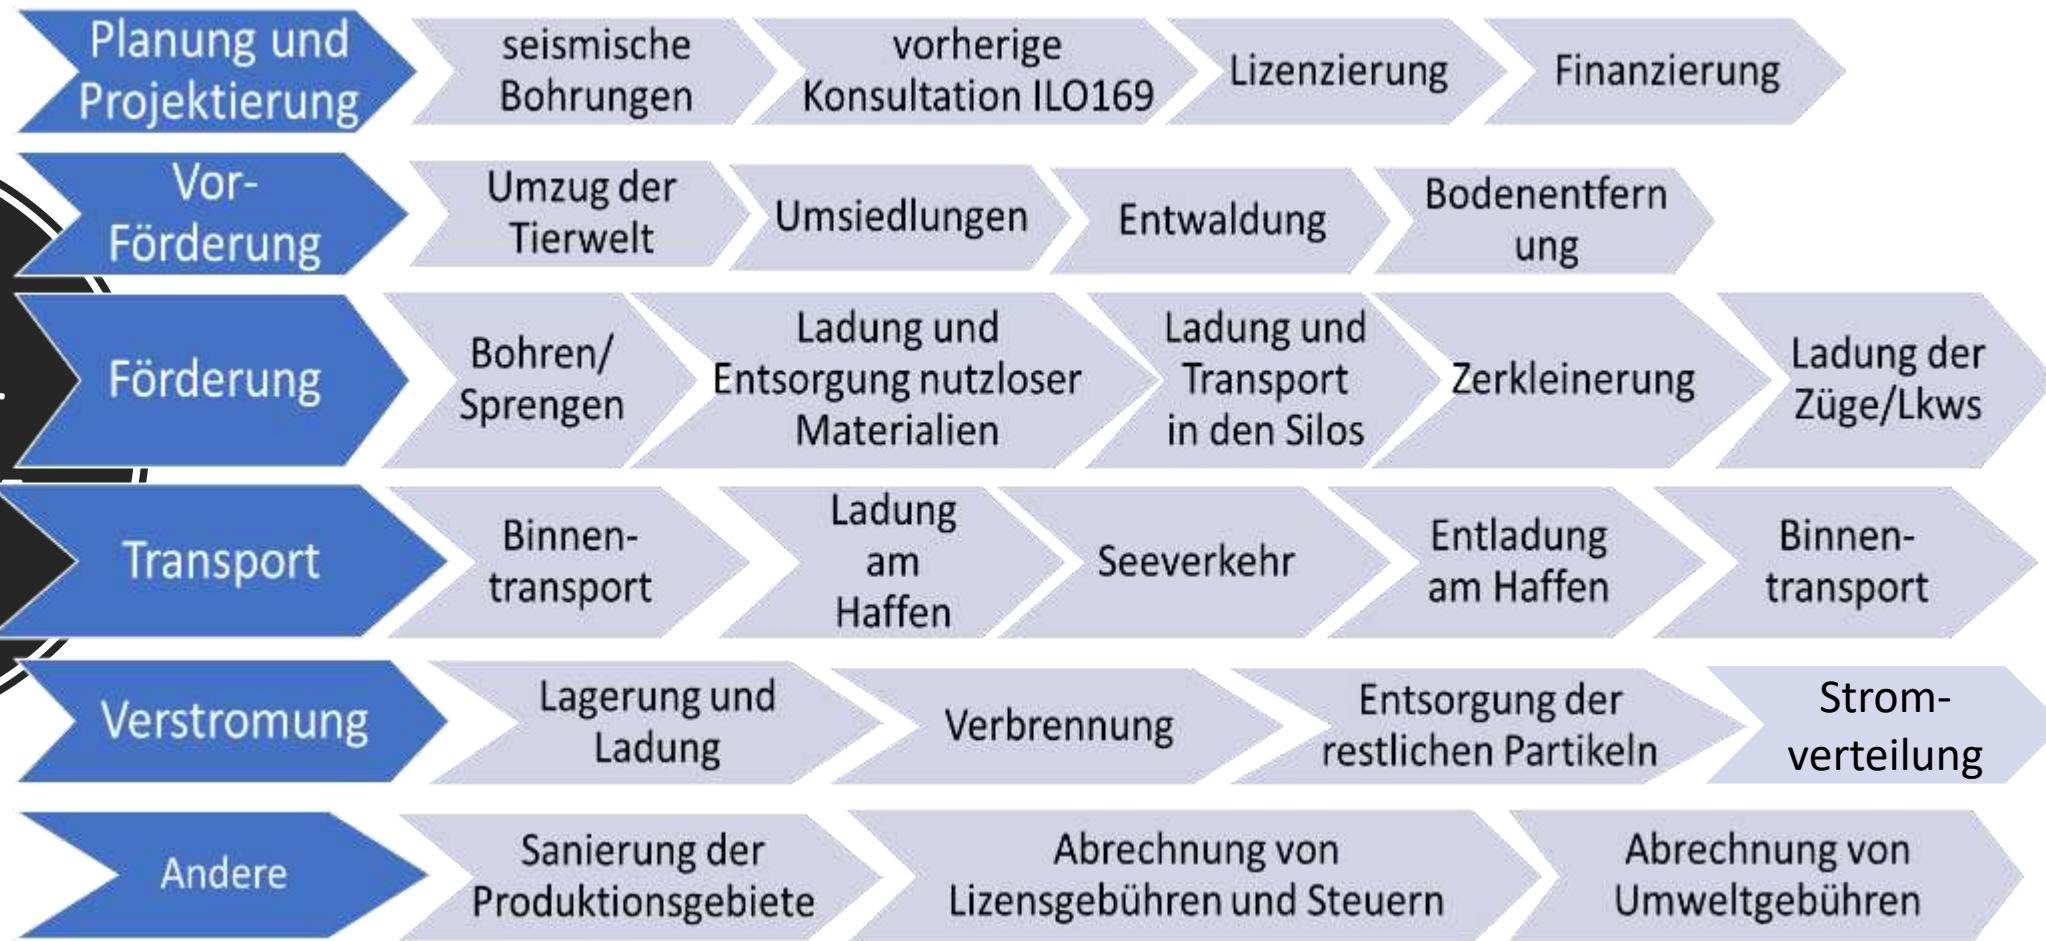 Planung und
Projektierung
seismische
Bohrungen
vorherige
Konsultation ILO169
Lizenzierung
Finanzierung
Vor-
Förderung
Umzug der
Tierwelt
Umsiedlungen
Entwaldung
Bodenentfern
ung
Förderung
Bohren/
Sprengen
Ladung und
Entsorgung nutzloser
Materialien
Ladung und
Transport
in den Silos
Zerkleinerung
Ladung der
Züge/Lkws
Transport
Binnen-
transport
Ladung
am
Haffen
Seeverkehr
Entladung
am Haffen
Binnen-
transport
Verstromung
Lagerung und
Ladung
Verbrennung
Entsorgung der
restlichen Partikeln
Strom-
verteilung
Andere
Sanierung der
Produktionsgebiete
Abrechnung von
Lizensgebühren und Steuern
Abrechnung von
Umweltgebühren